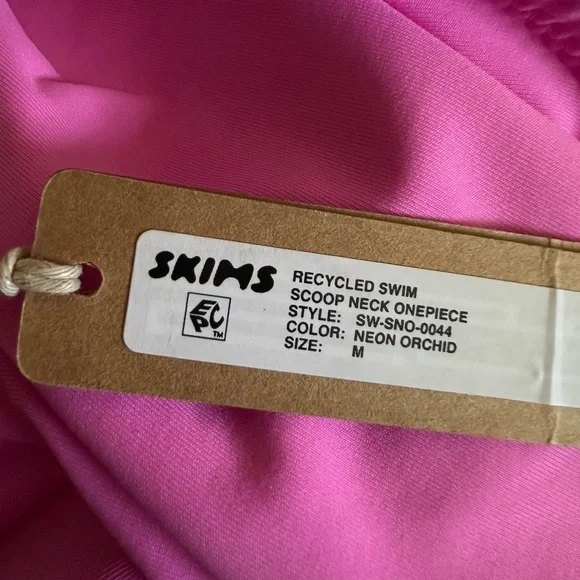 SKIMS
RECYCLED SWIM
SCOOP NECK ONEPIECE
STYLE: SW-SNO-0044
COLOR: NEON ORCHID
SIZE: M
EPC
TM